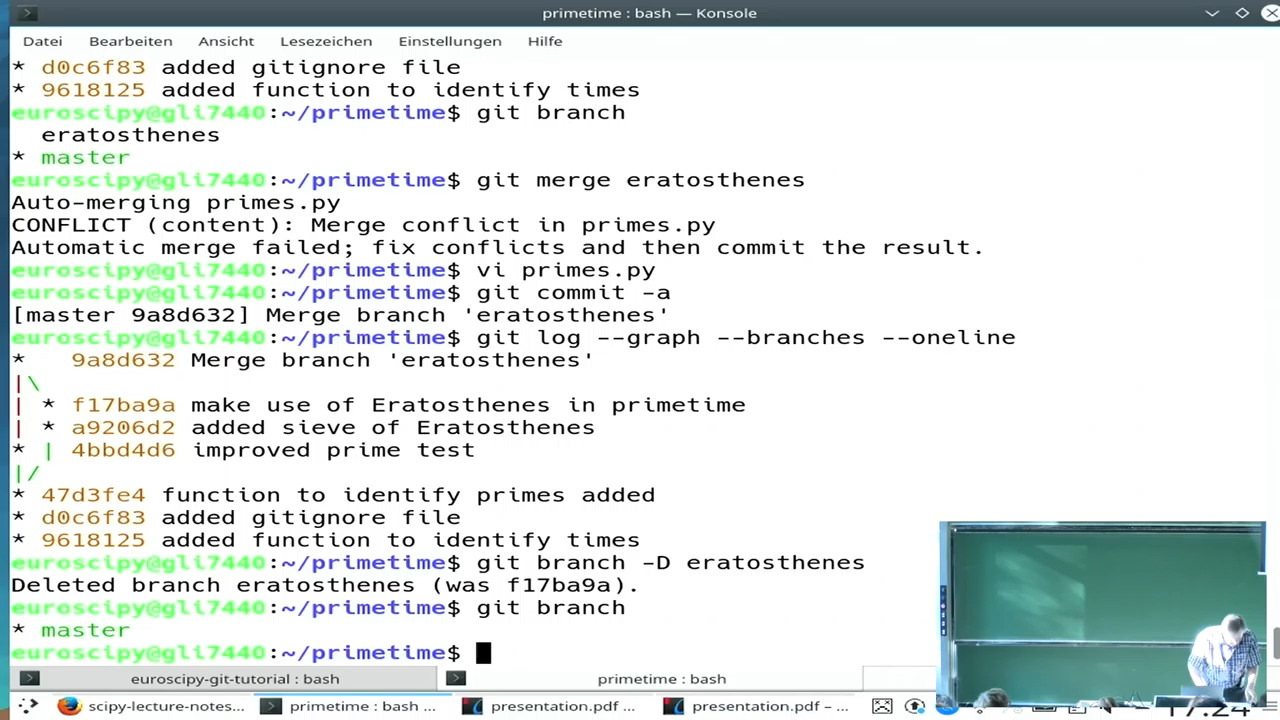 primetime : bash — Konsole
Datei Bearbeiten Ansicht Lesezeichen Einstellungen Hilfe
* d0c6f83 added gitignore file
* 9618125 added function to identify times
euroscipy@gli7440:~/primetime$ git branch
  eratosthenes
* master
euroscipy@gli7440:~/primetime$ git merge eratosthenes
Auto-merging primes.py
CONFLICT (content): Merge conflict in primes.py
Automatic merge failed; fix conflicts and then commit the result.
euroscipy@gli7440:~/primetime$ vi primes.py
euroscipy@gli7440:~/primetime$ git commit -a
[master 9a8d632] Merge branch 'eratosthenes'
euroscipy@gli7440:~/primetime$ git log --graph --branches --oneline
*   9a8d632 Merge branch 'eratosthenes'
|\
| * f17ba9a make use of Eratosthenes in primetime
| * a9206d2 added sieve of Eratosthenes
* | 4bbd4d6 improved prime test
|/
* 47d3fe4 function to identify primes added
* d0c6f83 added gitignore file
* 9618125 added function to identify times
euroscipy@gli7440:~/primetime$ git branch -D eratosthenes
Deleted branch eratosthenes (was f17ba9a).
euroscipy@gli7440:~/primetime$ git branch
* master
euroscipy@gli7440:~/primetime$
euroscipy-git-tutorial : bash primetime : bash
scipy-lecture-notes... primetime : bash ... presentation.pdf ... presentation.pdf – ... 17:24